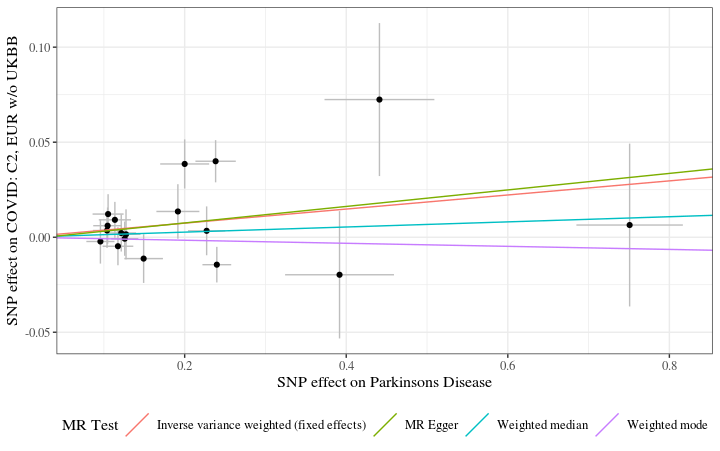 SNP effect on COVID: C2, EUR w/o UKBB
0.10
0.05
0.00
-0.05
0.2 0.4 0.6 0.8
SNP effect on Parkinsons Disease
MR Test Inverse variance weighted (fixed effects) MR Egger Weighted median Weighted mode